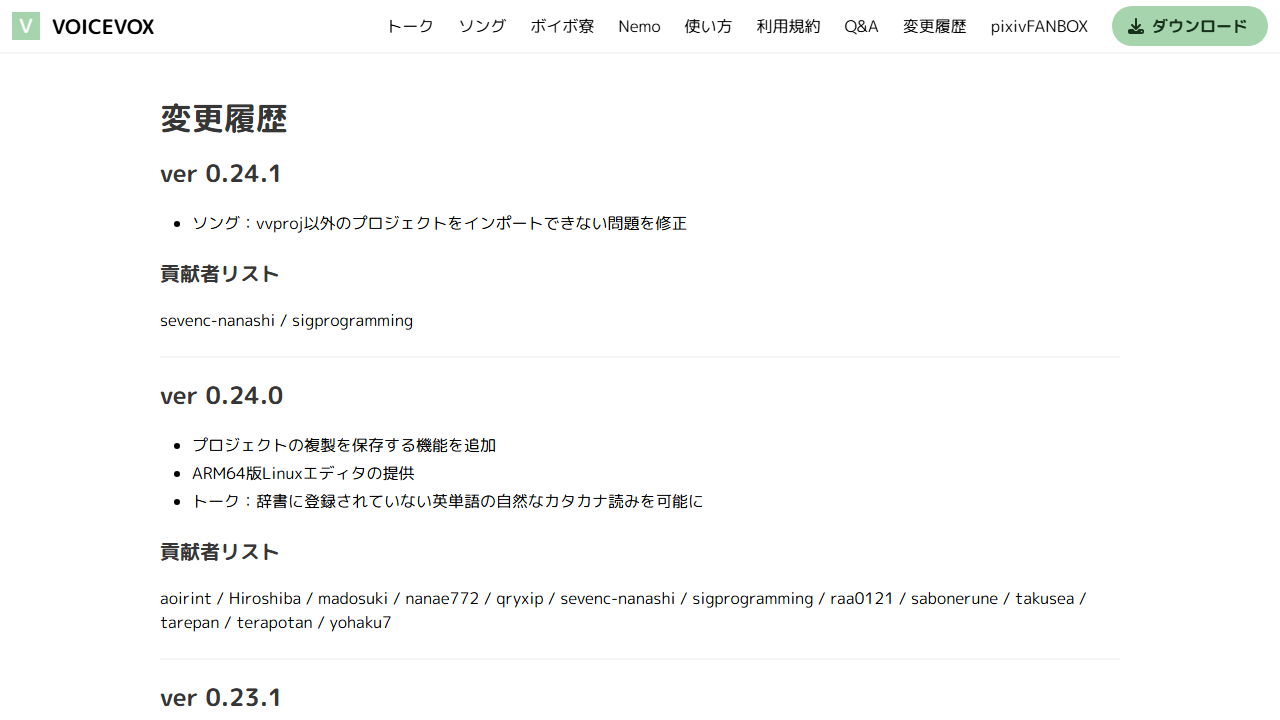 V VOICEVOX トーク ソング ボイボ寮 Nemo 使い方 利用規約 Q&A 変更履歴 pixivFANBOX ダウンロード
変更履歴
ver 0.24.1
ソング：vvproj以外のプロジェクトをインポートできない問題を修正
貢献者リスト
sevenc-nanashi / sigprogramming
ver 0.24.0
プロジェクトの複製を保存する機能を追加
ARM64版Linuxエディタの提供
トーク：辞書に登録されていない英単語の自然なカタカナ読みを可能に
貢献者リスト
aoirint / Hiroshiba / madosuki / nanae772 / qryxip / sevenc-nanashi / sigprogramming / raa0121 / sabonerune / takusea /
tarepan / terapotan / yohaku7
ver 0.23.1